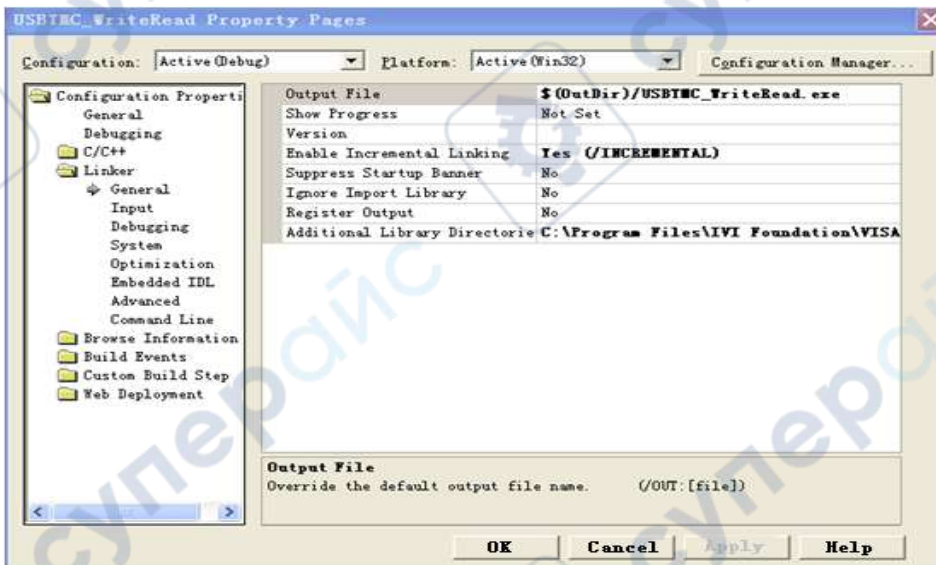 USBTMC_WriteRead Property Pages
Configuration: Active(Debug) Platform: Active(Win32) Configuration Manager...
Configuration Properti
General
Debugging
C/C++
Linker
General
Input
Debugging
System
Optimization
Embedded IDL
Advanced
Command Line
Browse Information
Build Events
Custom Build Step
Web Deployment
Output File $(OutDir)/USBTMC_WriteRead.exe
Show Progress Not Set
Version
Enable Incremental Linking Yes (/INCREMENTAL)
Suppress Startup Banner No
Ignore Import Library No
Register Output No
Additional Library Directorie C:\Program Files\IVI Foundation\VISA
Output File
Override the default output file name. (/OUT:[file])
OK Cancel Apply Help
суперайс